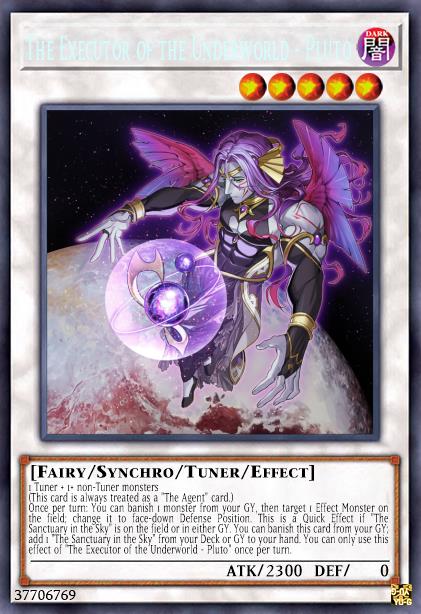 The Executor of the Underworld - Pluto
DARK
闇
[Fairy/Synchro/Tuner/Effect]
1 Tuner + 1+ non-Tuner monsters
(This card is always treated as a "The Agent" card.)
Once per turn: You can banish 1 monster from your GY, then target 1 Effect Monster on
the field; change it to face-down Defense Position. This is a Quick Effect if "The
Sanctuary in the Sky" is on the field or in either GY. You can banish this card from your GY;
add 1 "The Sanctuary in the Sky" from your Deck or GY to your hand. You can only use this
effect of "The Executor of the Underworld - Pluto" once per turn.
ATK/2300 DEF/ 0
37706769